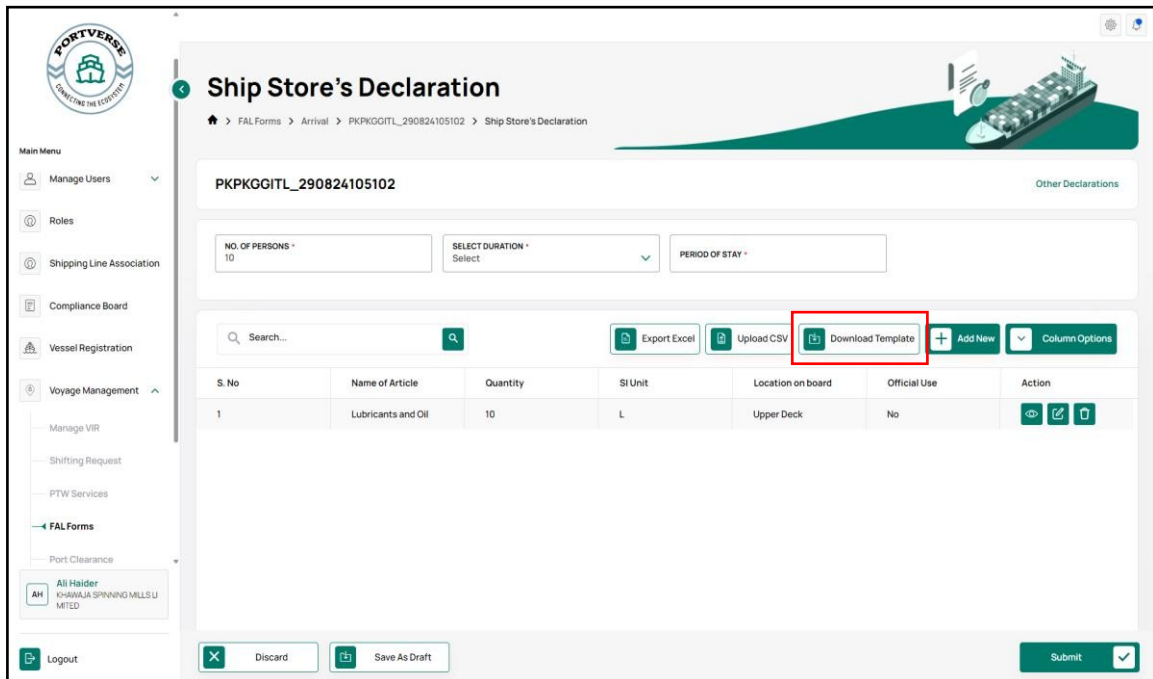 PORTVERSE
CONNECTING THE ECOSYSTEM
Ship Store's Declaration
FAL Forms > Arrival > PKPKGGITL_290824105102 > Ship Store's Declaration
Main Menu
Manage Users
Roles
Shipping Line Association
Compliance Board
Vessel Registration
Voyage Management
Manage VIR
Shifting Request
PTW Services
FAL Forms
Port Clearance
AH
Ali Haider
KHAWAJA SPINNING MILLS LI
MITED
Logout
PKPKGGITL_290824105102
Other Declarations
NO. OF PERSONS *
10
SELECT DURATION *
Select
PERIOD OF STAY *
Search...
Export Excel
Upload CSV
Download Template
Add New
Column Options
S. No Name of Article Quantity SI Unit Location on board Official Use Action
1 Lubricants and Oil 10 L Upper Deck No
Discard
Save As Draft
Submit